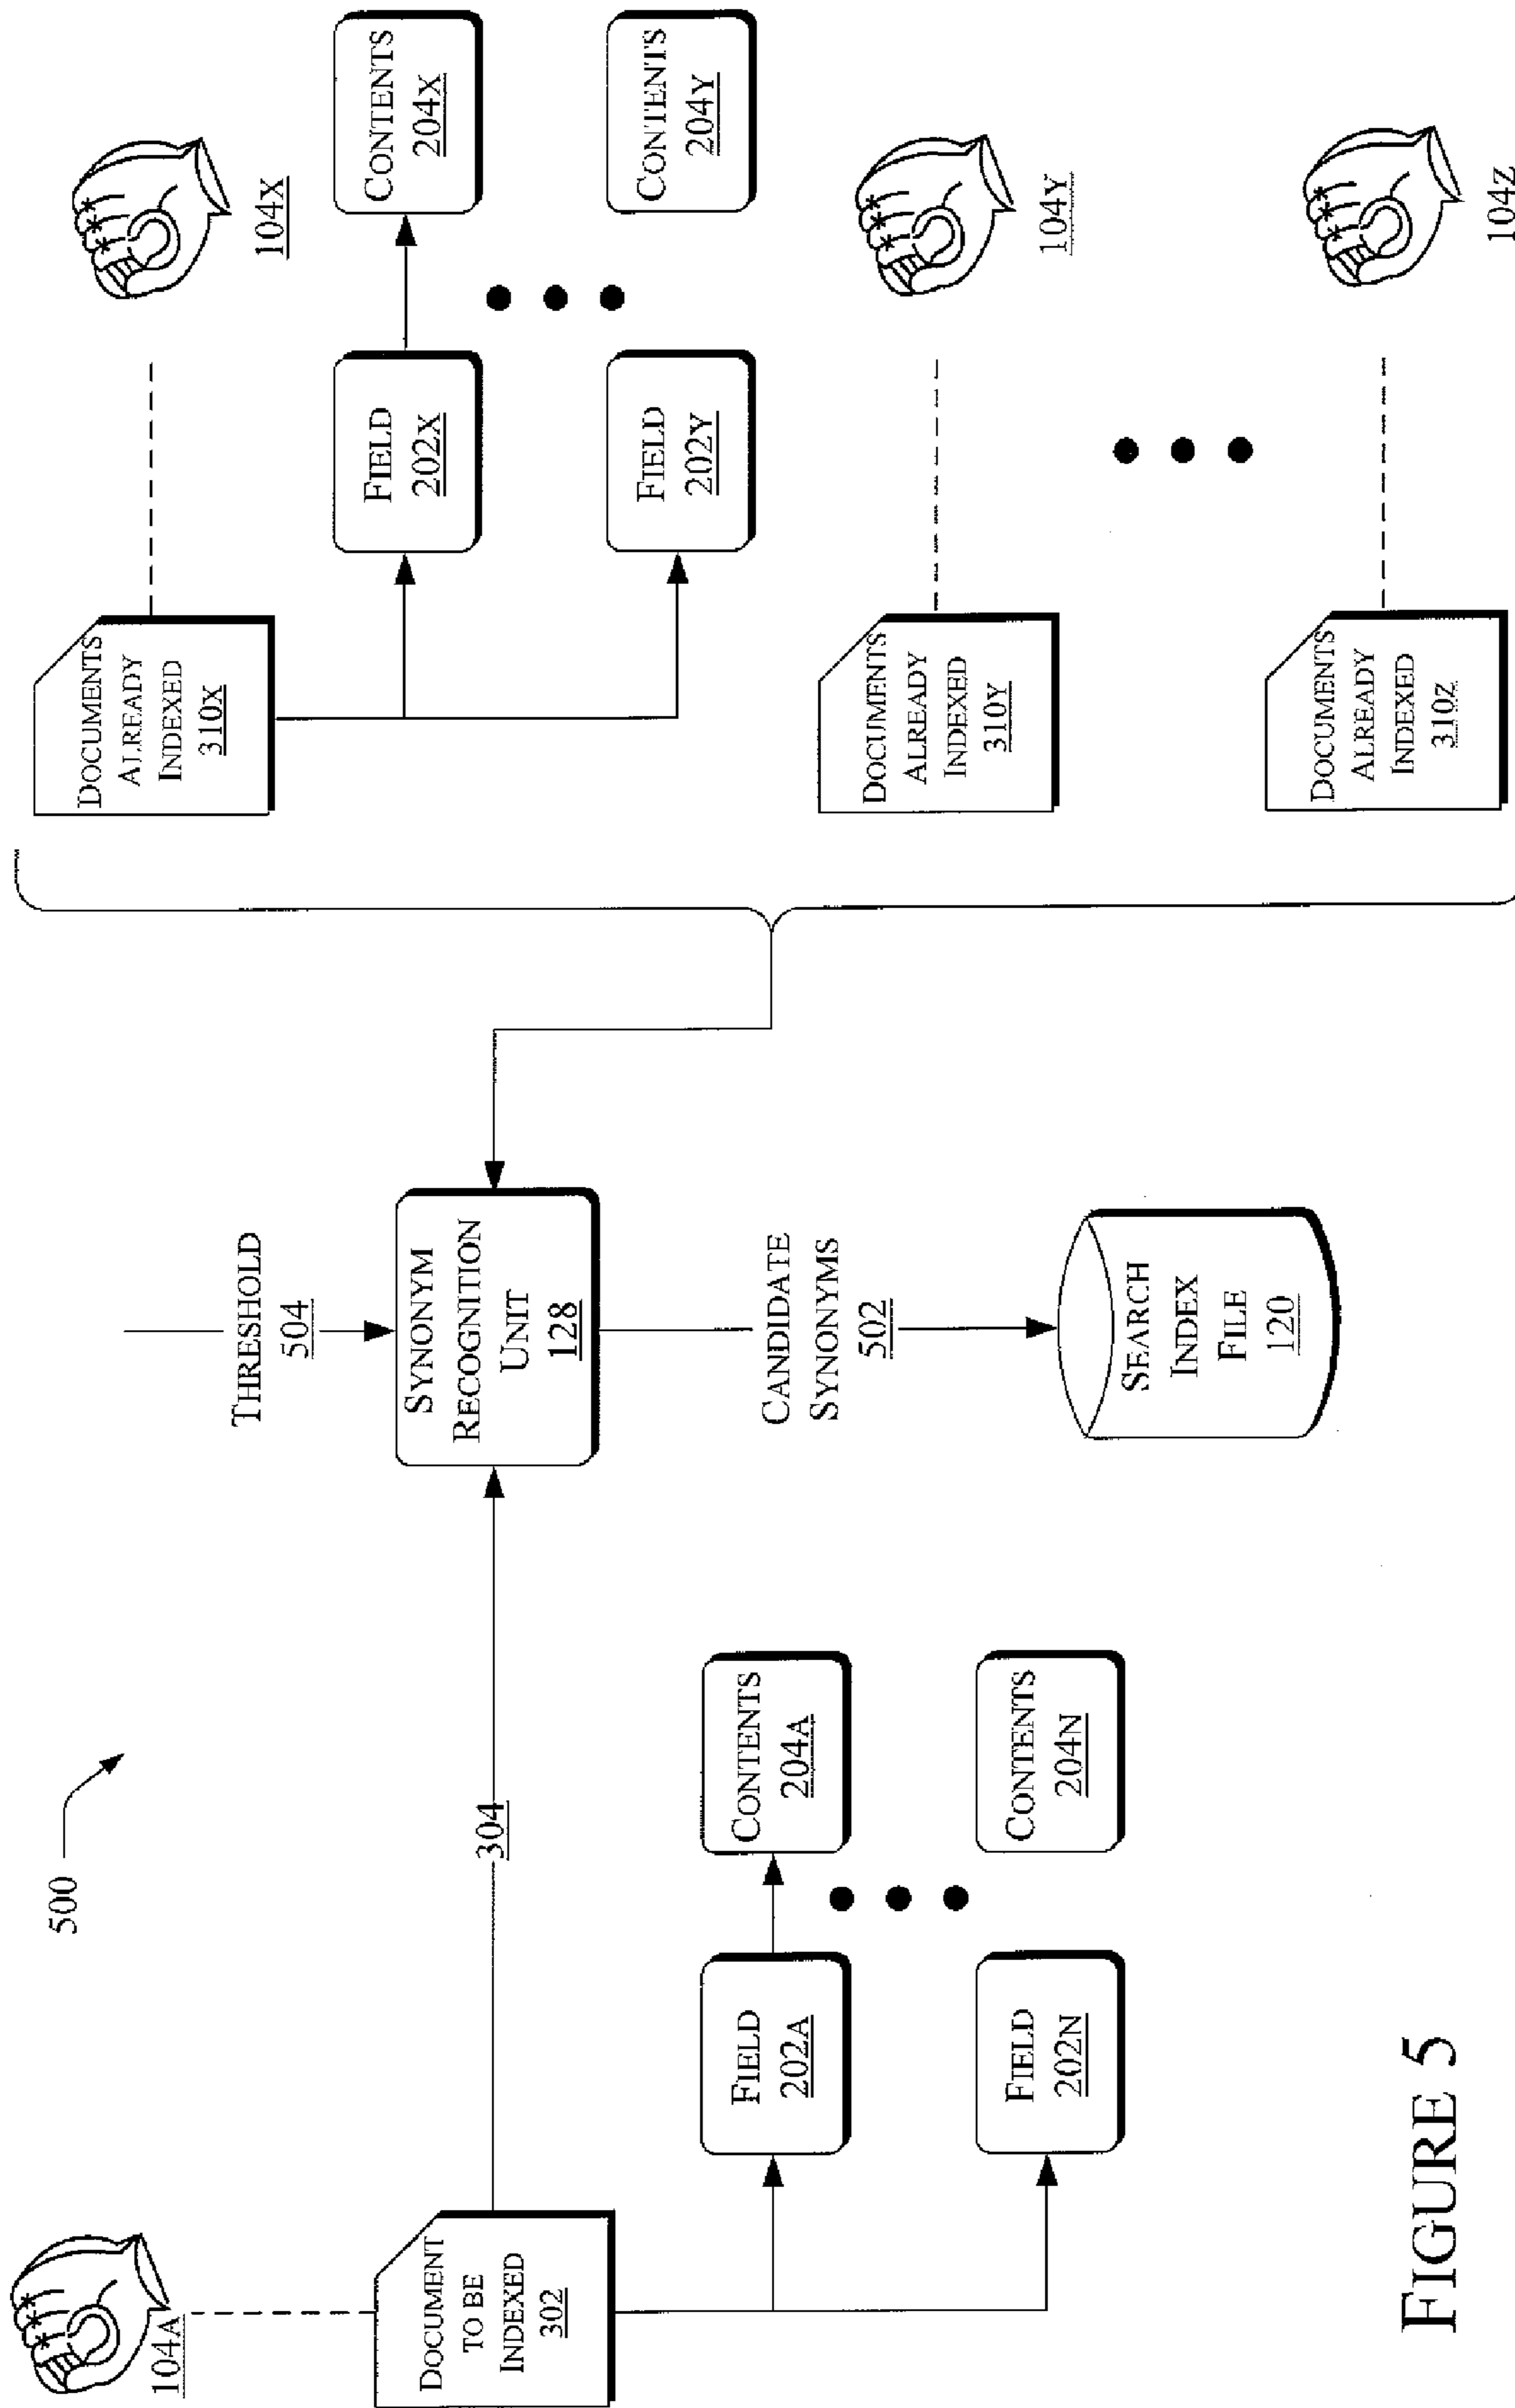 500
104A
DOCUMENT
TO BE
INDEXED
302
304
FIELD
202A
CONTENTS
204A
FIELD
202N
CONTENTS
204N
THRESHOLD
504
SYNONYM
RECOGNITION
UNIT
128
CANDIDATE
SYNONYMS
502
SEARCH
INDEX
FILE
120
DOCUMENTS
ALREADY
INDEXED
310X
104X
FIELD
202X
CONTENTS
204X
FIELD
202Y
CONTENTS
204Y
DOCUMENTS
ALREADY
INDEXED
310Y
104Y
DOCUMENTS
ALREADY
INDEXED
310Z
104Z
FIGURE 5